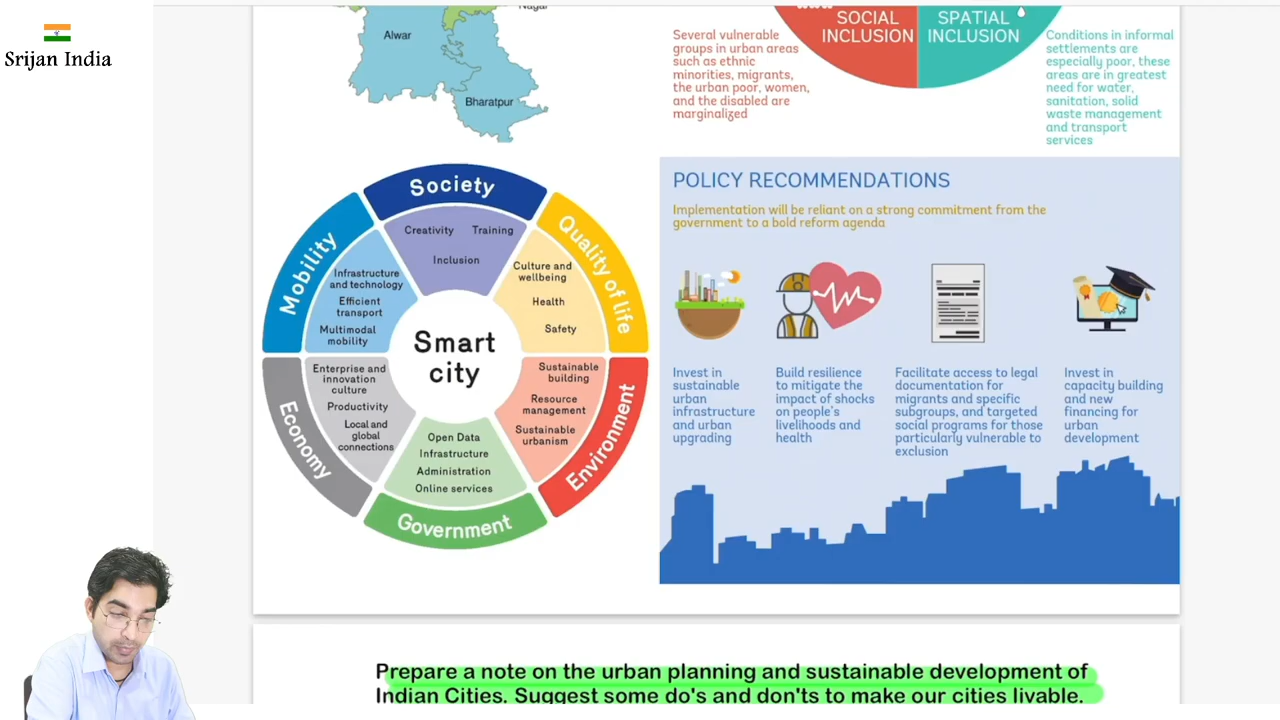 Srijan India
Nagar
Alwar
Bharatpur
SOCIAL
INCLUSION
SPATIAL
INCLUSION
Several vulnerable
groups in urban areas
such as ethnic
minorities, migrants,
the urban poor, women,
and the disabled are
marginalized
Conditions in informal
settlements are
especially poor, these
areas are in greatest
need for water,
sanitation, solid
waste management
and transport
services
Society
Creativity Training
Inclusion
Quality of life
Culture and
wellbeing
Health
Safety
Environment
Sustainable
building
Resource
management
Sustainable
urbanism
Government
Open Data
Infrastructure
Administration
Online services
Economy
Enterprise and
innovation
culture
Productivity
Local and
global
connections
Mobility
Infrastructure
and technology
Efficient
transport
Multimodal
mobility
Smart
city
POLICY RECOMMENDATIONS
Implementation will be reliant on a strong commitment from the
government to a bold reform agenda
Invest in
sustainable
urban
infrastructure
and urban
upgrading
Build resilience
to mitigate the
impact of shocks
on people's
livelihoods and
health
Facilitate access to legal
documentation for
migrants and specific
subgroups, and targeted
social programs for those
particularly vulnerable to
exclusion
Invest in
capacity building
and new
financing for
urban
development
Prepare a note on the urban planning and sustainable development of
Indian Cities. Suggest some do's and don'ts to make our cities livable.